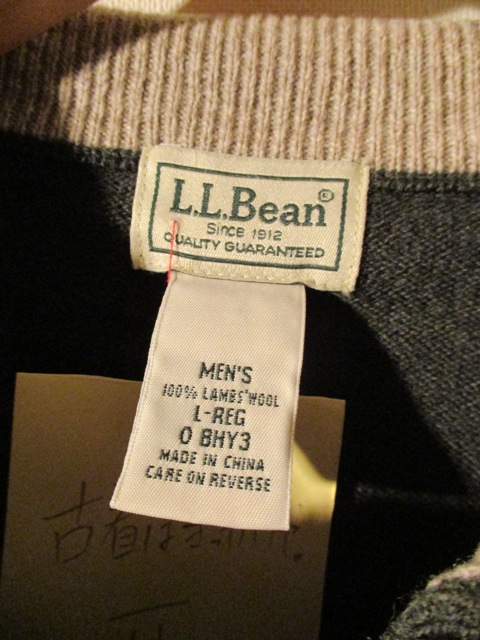 L.L.Bean®
Since 1912
QUALITY GUARANTEED
MEN'S
100% LAMBS' WOOL
L-REG
0 BHY3
MADE IN CHINA
CARE ON REVERSE